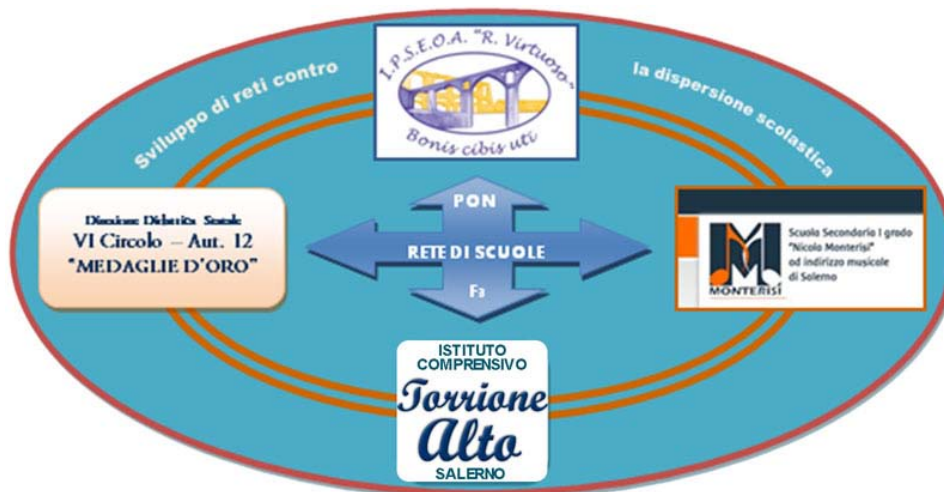 Sviluppo di reti contro
la dispersione scolastica
I.P.S.E.O.A. "R. Virtuoso"
Bonis cibis uti
Direzione Didattica Statale
VI Circolo – Aut. 12
"MEDAGLIE D'ORO"
PON
RETE DI SCUOLE
F3
M
MONTERISI
Scuola Secondaria I grado
"Nicola Monterisi"
ad indirizzo musicale
di Salerno
ISTITUTO
COMPRENSIVO
Torrione
Alto
SALERNO